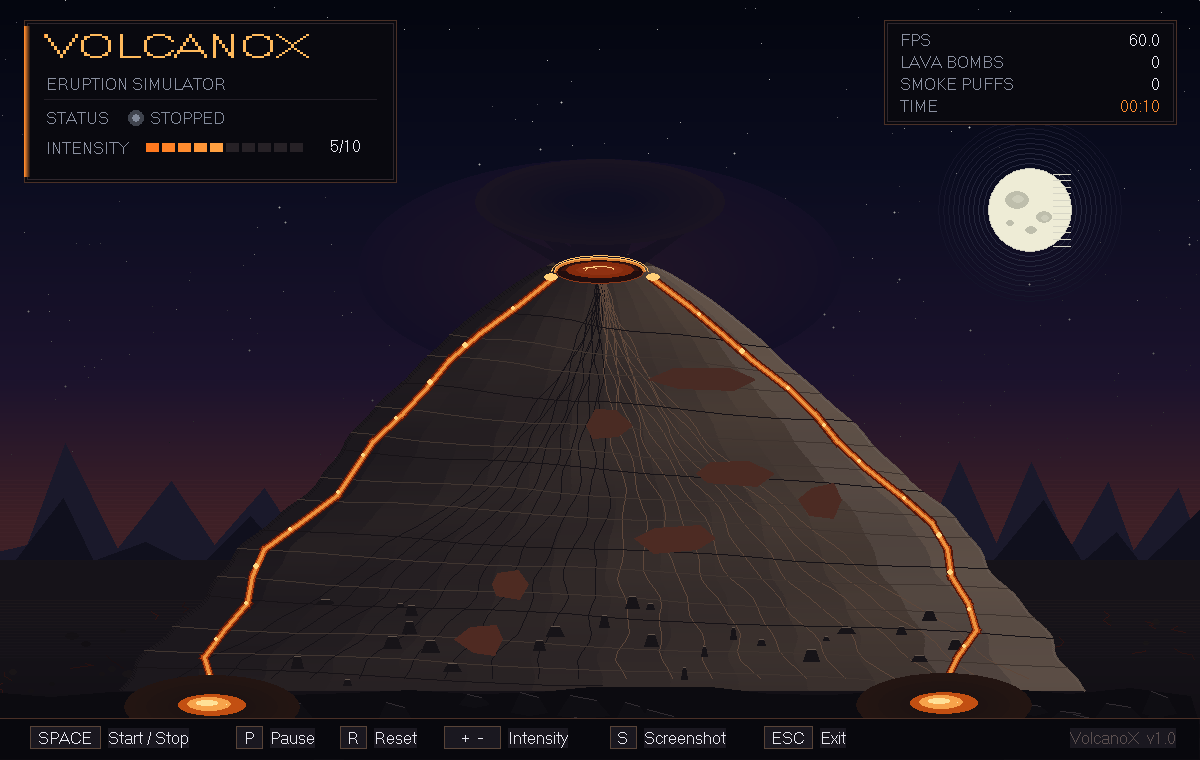 VOLCANOX
ERUPTION SIMULATOR
STATUS STOPPED
INTENSITY 5/10
FPS 60.0
LAVA BOMBS 0
SMOKE PUFFS 0
TIME 00:10
SPACE Start / Stop P Pause R Reset + - Intensity S Screenshot ESC Exit VolcanoX v1.0